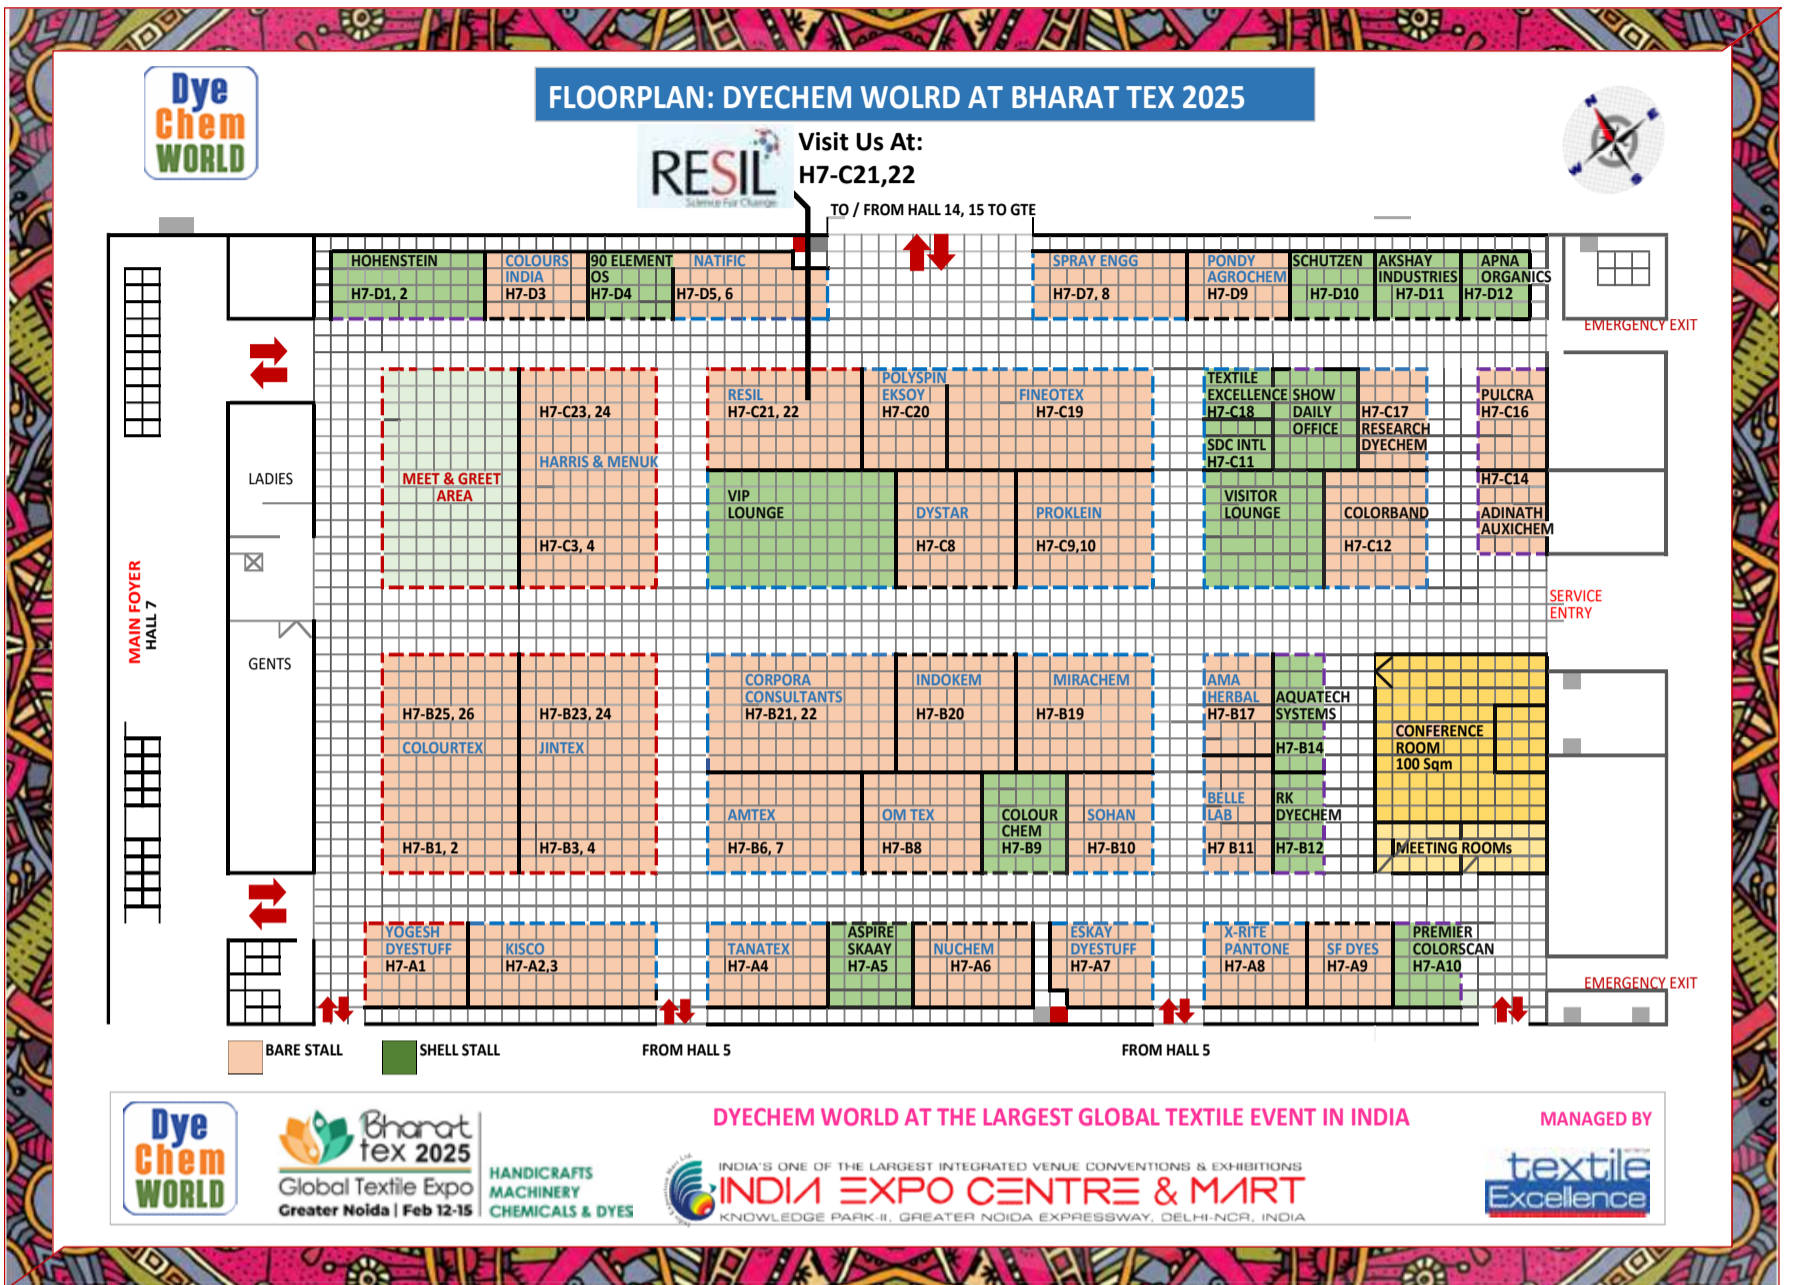 Dye
Chem
WORLD
FLOORPLAN: DYECHEM WOLRD AT BHARAT TEX 2025
RESIL
Science For Change
Visit Us At:
H7-C21,22
N
E
W
S
TO / FROM HALL 14, 15 TO GTE
HOHENSTEIN
H7-D1, 2
COLOURS
INDIA
H7-D3
90 ELEMENT
OS
H7-D4
NATIFIC
H7-D5, 6
SPRAY ENGG
H7-D7, 8
PONDY
AGROCHEM
H7-D9
SCHUTZEN
H7-D10
AKSHAY
INDUSTRIES
H7-D11
APNA
ORGANICS
H7-D12
EMERGENCY EXIT
MEET & GREET
AREA
H7-C23, 24
HARRIS & MENUK
H7-C3, 4
RESIL
H7-C21, 22
POLYSPIN
EKSOY
H7-C20
FINEOTEX
H7-C19
TEXTILE
EXCELLENCE
H7-C18
SDC INTL
H7-C11
SHOW
DAILY
OFFICE
H7-C17
RESEARCH
DYECHEM
PULCRA
H7-C16
H7-C14
ADINATH
AUXICHEM
LADIES
VIP
LOUNGE
DYSTAR
H7-C8
PROKLEIN
H7-C9,10
VISITOR
LOUNGE
COLORBAND
H7-C12
MAIN FOYER
HALL 7
SERVICE
ENTRY
GENTS
H7-B25, 26
COLOURTEX
H7-B1, 2
H7-B23, 24
JINTEX
H7-B3, 4
CORPORA
CONSULTANTS
H7-B21, 22
INDOKEM
H7-B20
MIRACHEM
H7-B19
AMA
HERBAL
H7-B17
AQUATECH
SYSTEMS
H7-B14
CONFERENCE
ROOM
100 Sqm
AMTEX
H7-B6, 7
OM TEX
H7-B8
COLOUR
CHEM
H7-B9
SOHAN
H7-B10
BELLE
LAB
H7 B11
RK
DYECHEM
H7-B12
MEETING ROOMs
YOGESH
DYESTUFF
H7-A1
KISCO
H7-A2,3
TANATEX
H7-A4
ASPIRE
SKAAY
H7-A5
NUCHEM
H7-A6
ESKAY
DYESTUFF
H7-A7
X-RITE
PANTONE
H7-A8
SF DYES
H7-A9
PREMIER
COLORSCAN
H7-A10
EMERGENCY EXIT
BARE STALL
SHELL STALL
FROM HALL 5
FROM HALL 5
Dye
Chem
WORLD
Bharat
tex 2025
Global Textile Expo
Greater Noida | Feb 12-15
HANDICRAFTS
MACHINERY
CHEMICALS & DYES
DYECHEM WORLD AT THE LARGEST GLOBAL TEXTILE EVENT IN INDIA
INDIA'S ONE OF THE LARGEST INTEGRATED VENUE CONVENTIONS & EXHIBITIONS
INDIA EXPO CENTRE & MART
KNOWLEDGE PARK-II, GREATER NOIDA EXPRESSWAY, DELHI-NCR, INDIA
MANAGED BY
textile
Excellence